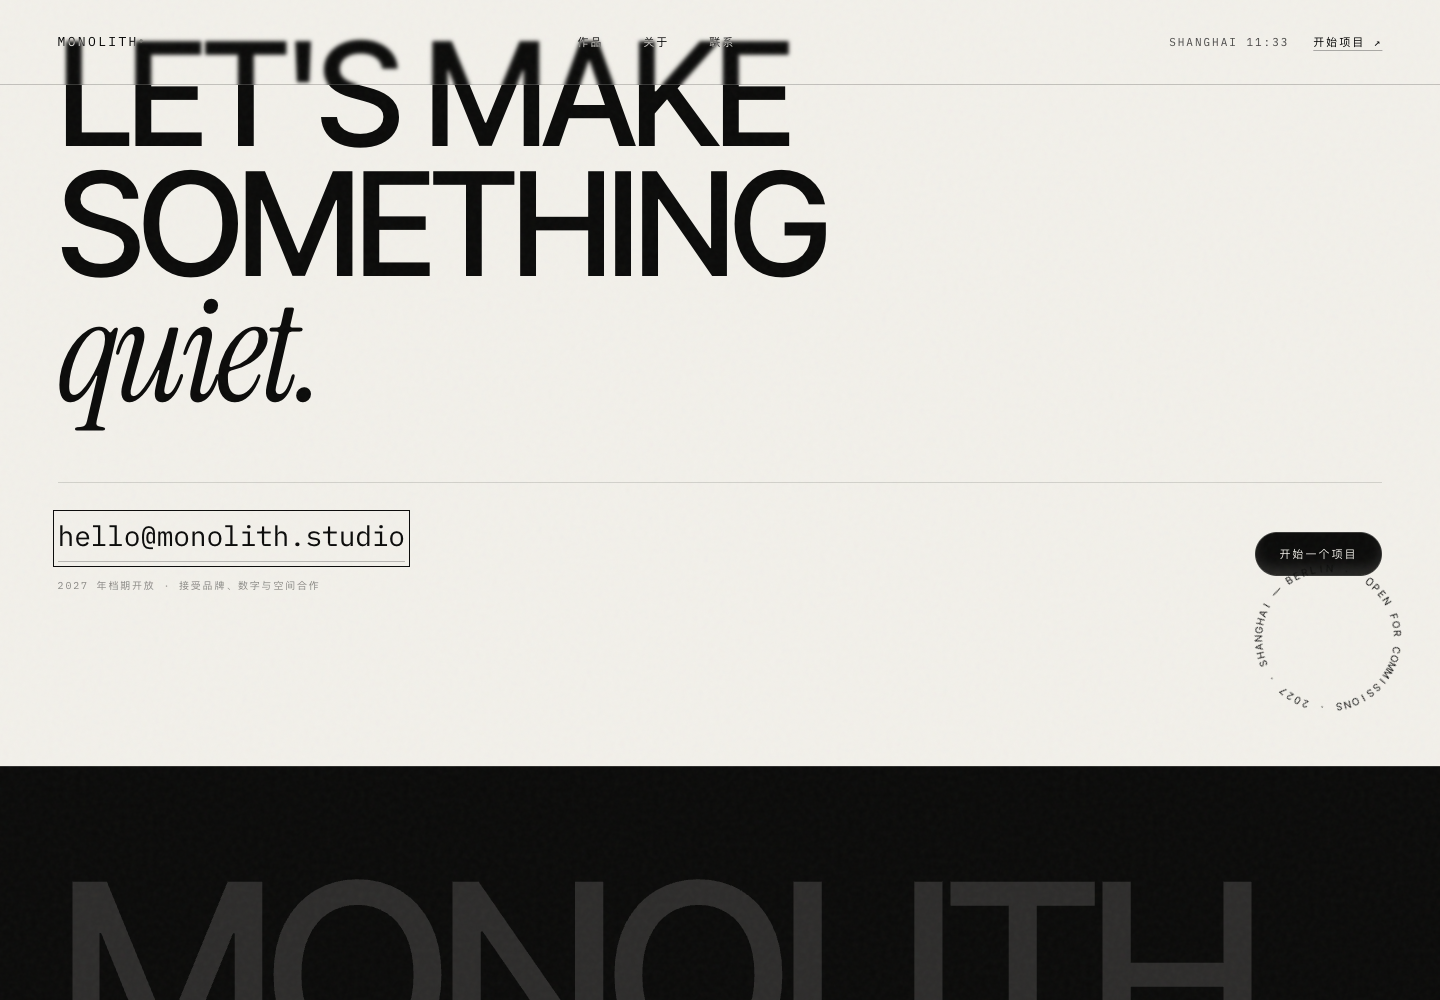 MONOLITH
作品 关于 联系
SHANGHAI 11:33 开始项目 ↗
LET'S MAKE
SOMETHING
quiet.
hello@monolith.studio
2027 年档期开放 · 接受品牌、数字与空间合作
开始一个项目
OPEN FOR COMMISSIONS · 2027 · SHANGHAI — BERLIN
MONOLITH